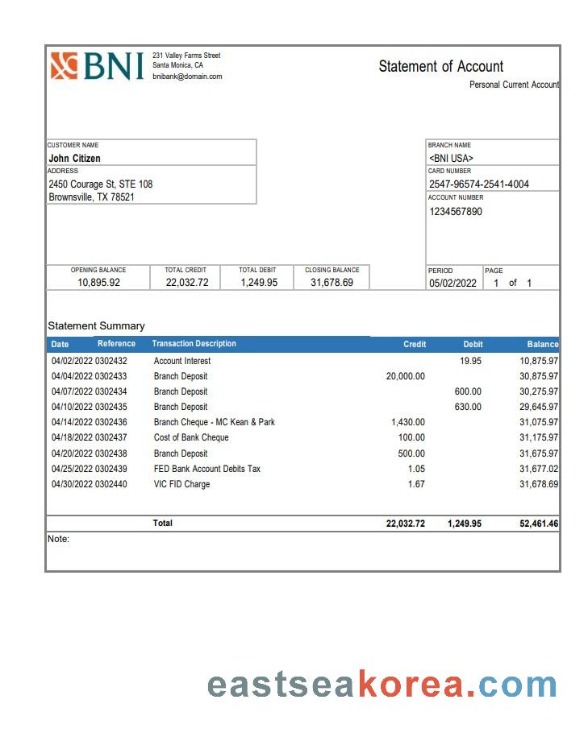 BNI
231 Valley Farms Street
Santa Monica, CA
bnibank@domain.com
Statement of Account
Personal Current Account
CUSTOMER NAME
John Citizen
ADDRESS
2450 Courage St, STE 108
Brownsville, TX 78521
BRANCH NAME
<BNI USA>
CARD NUMBER
2547-96574-2541-4004
ACCOUNT NUMBER
1234567890
OPENING BALANCE TOTAL CREDIT TOTAL DEBIT CLOSING BALANCE PERIOD PAGE
10,895.92 22,032.72 1,249.95 31,678.69 05/02/2022 1 of 1
Statement Summary
Date Reference Transaction Description Credit Debit Balance
04/02/2022 0302432 Account Interest 19.95 10,875.97
04/04/2022 0302433 Branch Deposit 20,000.00 30,875.97
04/07/2022 0302434 Branch Deposit 600.00 30,275.97
04/10/2022 0302435 Branch Deposit 630.00 29,645.97
04/14/2022 0302436 Branch Cheque - MC Kean & Park 1,430.00 31,075.97
04/18/2022 0302437 Cost of Bank Cheque 100.00 31,175.97
04/20/2022 0302438 Branch Deposit 500.00 31,675.97
04/25/2022 0302439 FED Bank Account Debits Tax 1.05 31,677.02
04/30/2022 0302440 VIC FID Charge 1.67 31,678.69
Total 22,032.72 1,249.95 52,461.46
Note:
eastseakorea.com